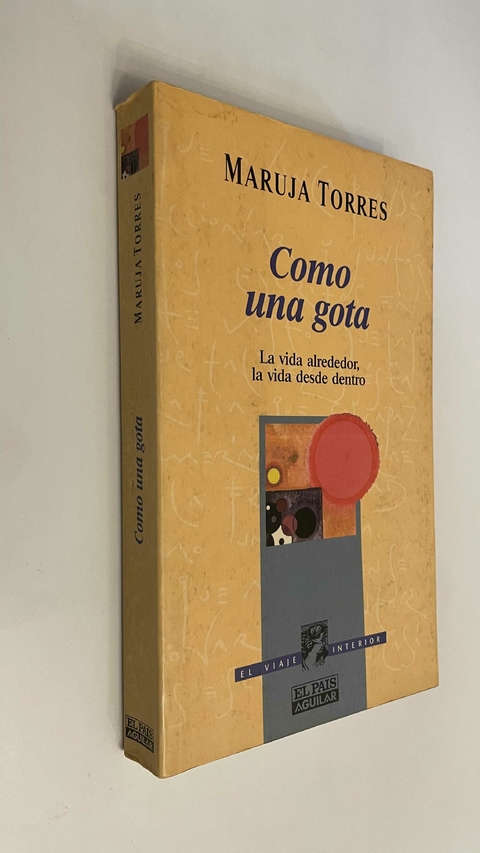 MARUJA TORRES
Como
una gota
La vida alrededor,
la vida desde dentro
EL VIAJE INTERIOR
EL PAIS
AGUILAR
MARUJA TORRES
Como una gota
EL PAIS
AGUILAR